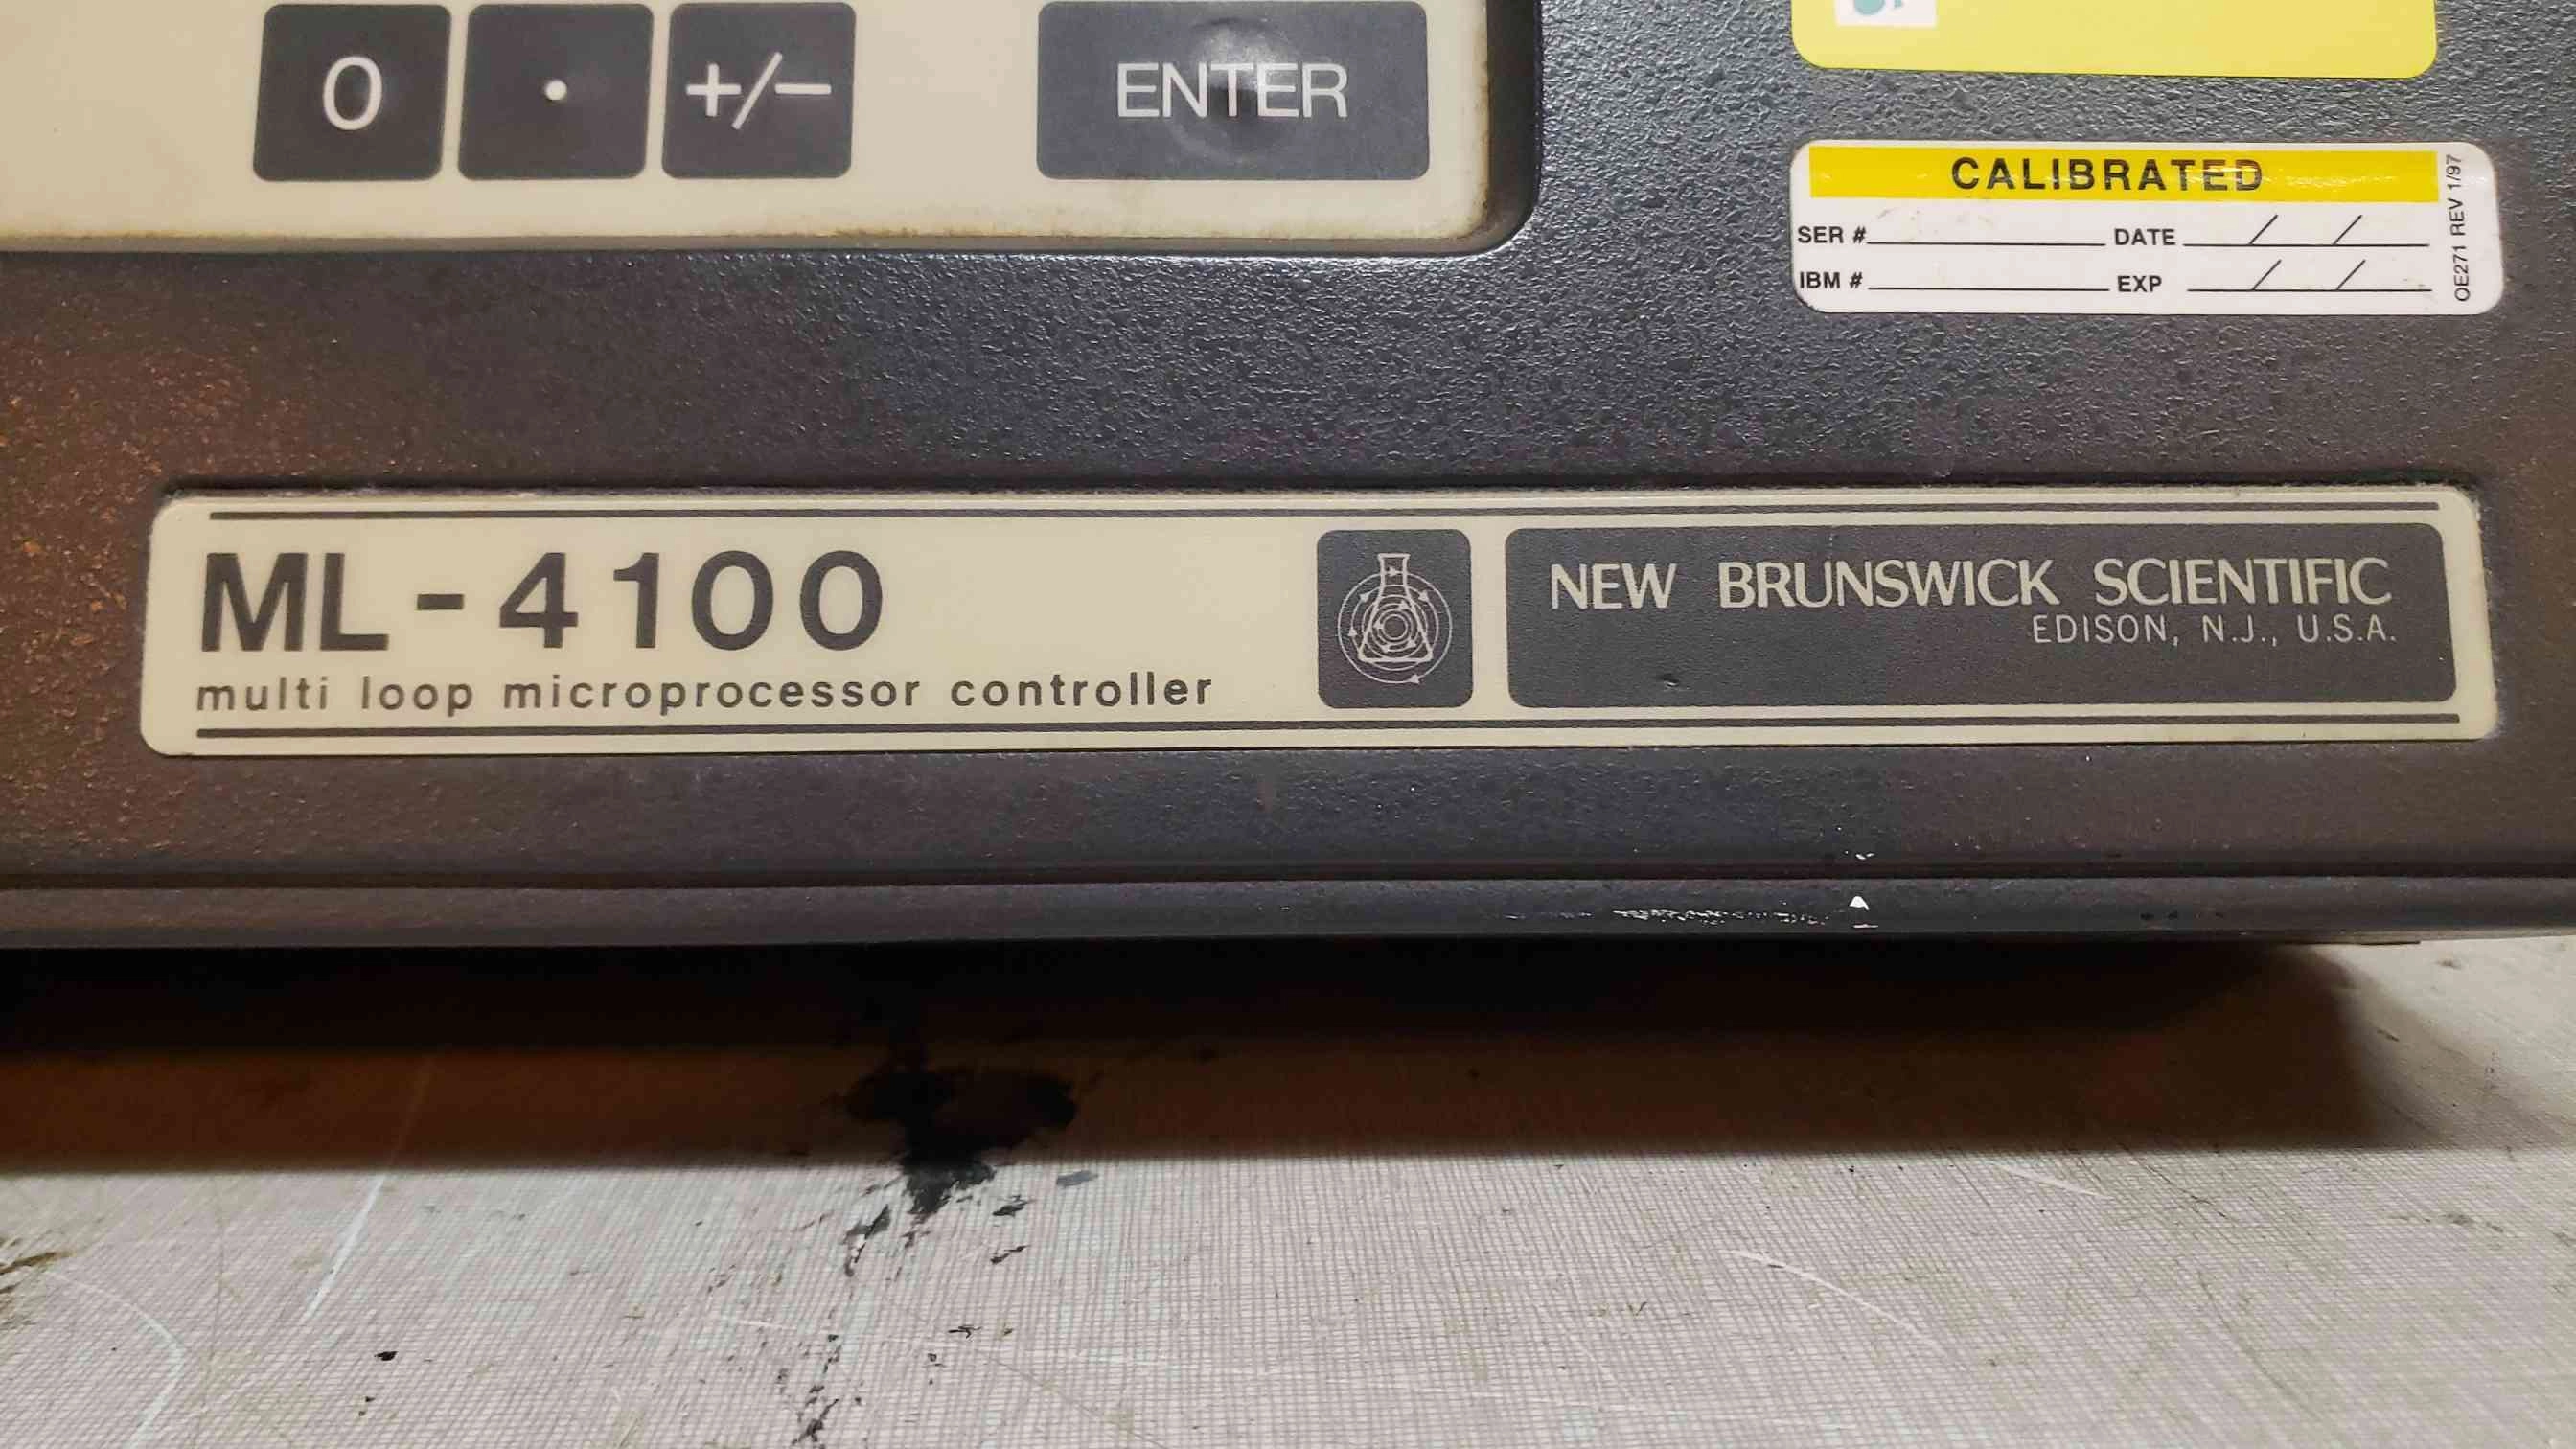 0 . +/− ENTER
CALIBRATED
SER # DATE / /
IBM # EXP / /
OE271 REV 1/97
ML-4100
multi loop microprocessor controller
NEW BRUNSWICK SCIENTIFIC
EDISON, N.J., U.S.A.